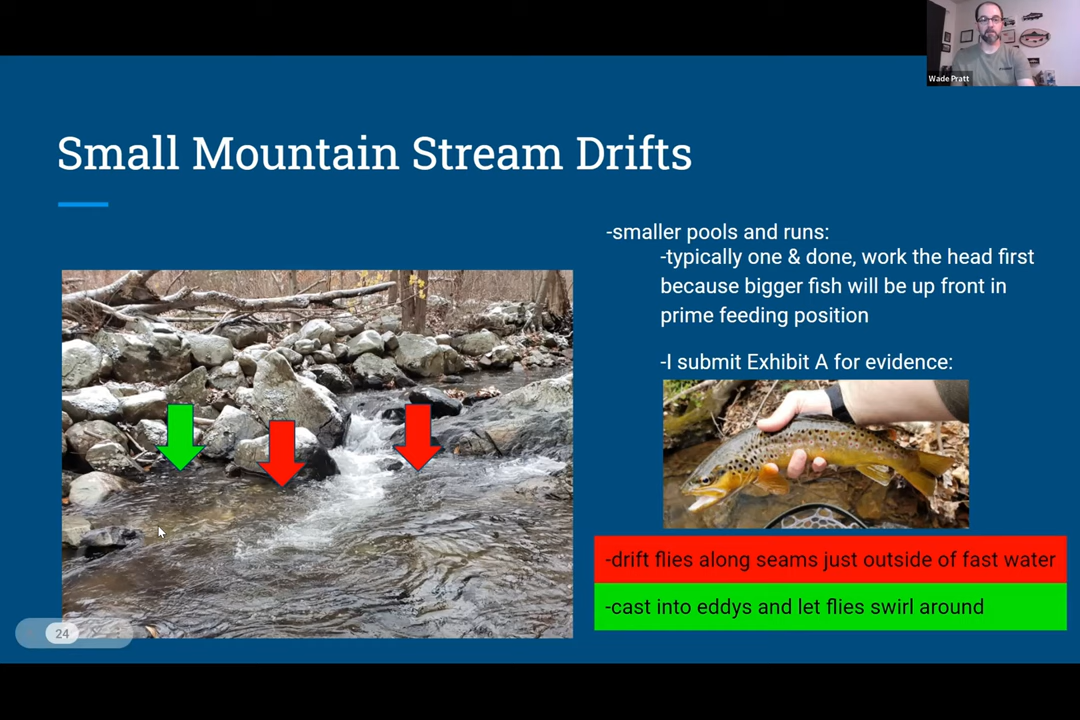 Wade Pratt
Small Mountain Stream Drifts
-smaller pools and runs:
-typically one & done, work the head first
because bigger fish will be up front in
prime feeding position
-I submit Exhibit A for evidence:
-drift flies along seams just outside of fast water
-cast into eddys and let flies swirl around
24